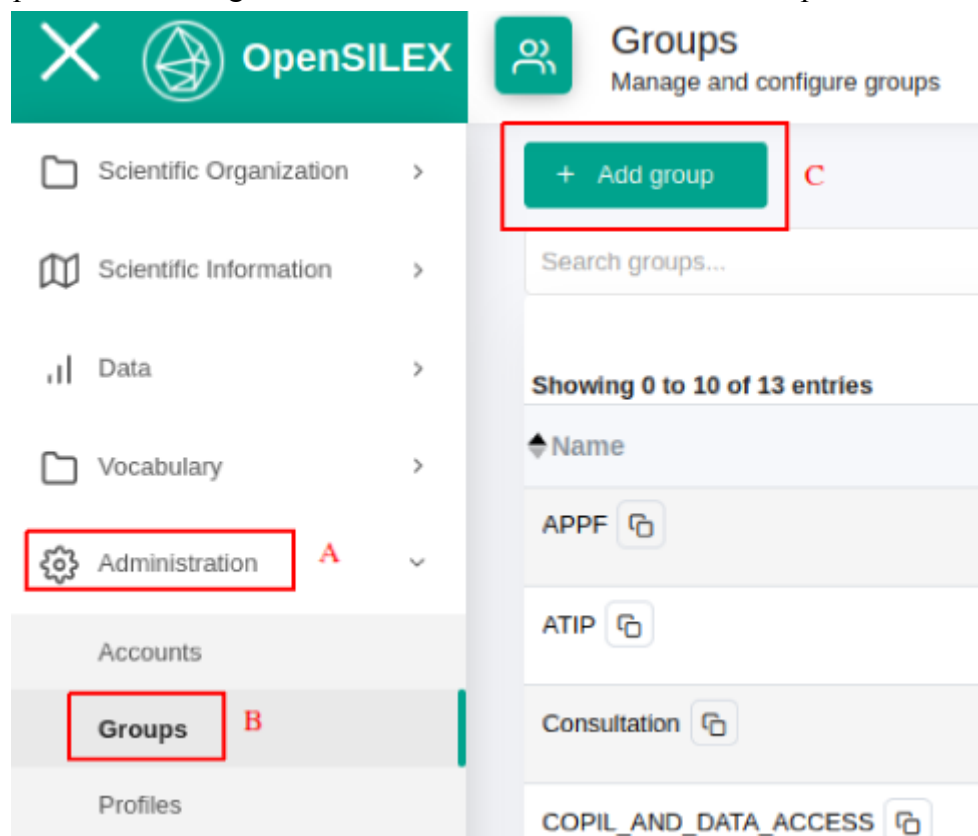 OpenSILEX
Groups
Manage and configure groups
Scientific Organization
Scientific Information
Data
Vocabulary
Administration A
Accounts
Groups B
Profiles
+ Add group C
Search groups...
Showing 0 to 10 of 13 entries
Name
APPF
ATIP
Consultation
COPIL_AND_DATA_ACCESS